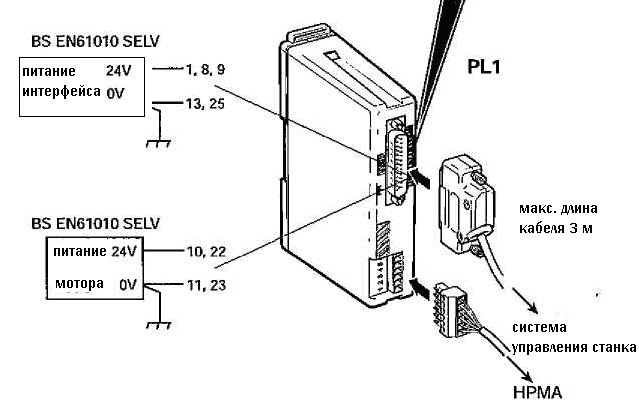 BS EN61010 SELV
питание 24V
интерфейса 0V
1, 8, 9
13, 25
PL1
BS EN61010 SELV
питание 24V
мотора 0V
10, 22
11, 23
макс. длина
кабеля 3 м
система
управления станка
HPMA